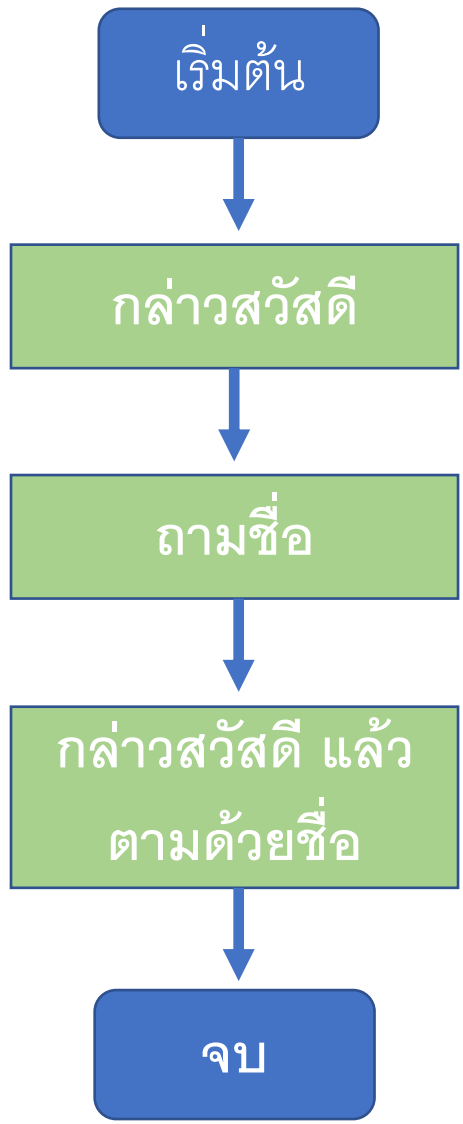 เริ่มต้น
กล่าวสวัสดี
ถามชื่อ
กล่าวสวัสดี แล้ว
ตามด้วยชื่อ
จบ